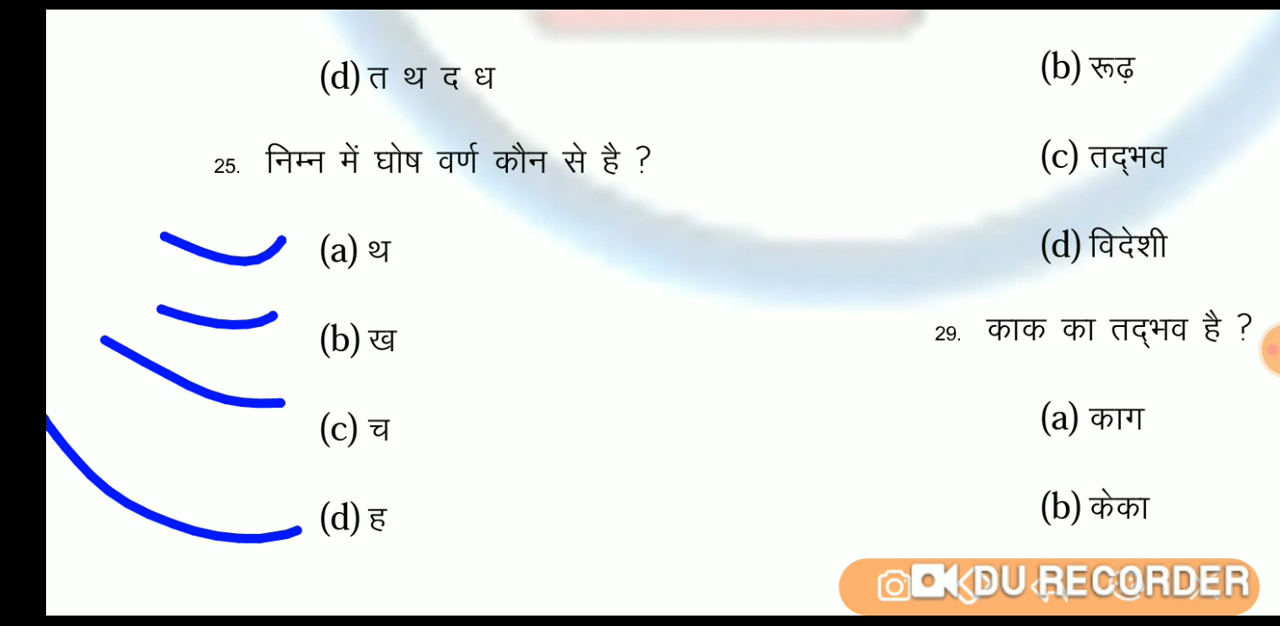 (d) त थ द ध
25. निम्न में घोष वर्ण कौन से है ?
(a) थ
(b) ख
(c) च
(d) ह
(b) रूढ़
(c) तद्भव
(d) विदेशी
29. काक का तद्भव है ?
(a) काग
(b) केका
DU RECORDER